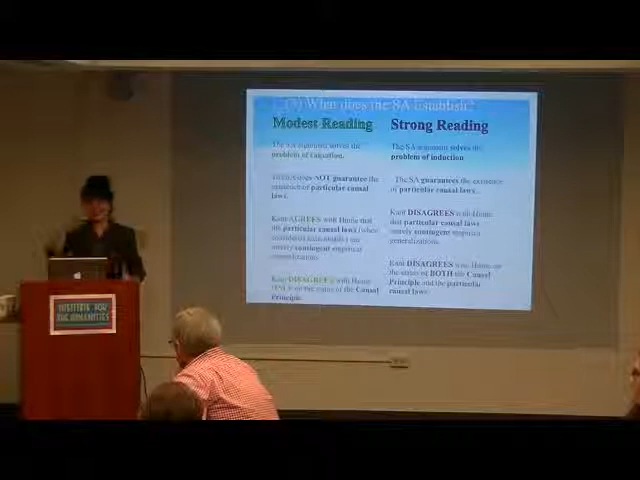 (3) What does the SA Establish?
Modest Reading
The SA argument solves the
problem of causation.
The SA does NOT guarantee the
existence of particular causal
laws.
Kant AGREES with Hume that
the particular causal laws (when
are
merely contingent empirical
generalizations.
Kant DISAGREES with Hume
on the status of the Causal
Principle
Strong Reading
The SA argument solves the
problem of induction
The SA guarantees the existence
of particular causal laws.
Kant DISAGREES with Hume
that particular causal laws
merely contingent empirical
generalizations.
Kant DISAGREES with Hume on
the status of BOTH the Causal
Principle and the particular
causal laws.
INSTITUTE FOR
THE HUMANITIES